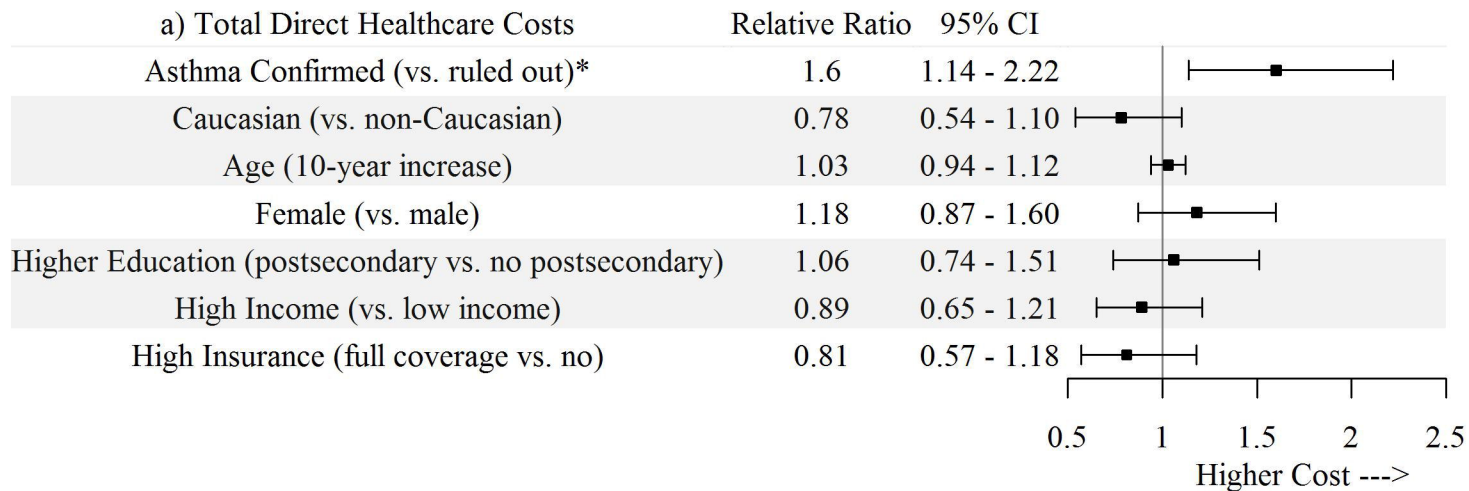 a) Total Direct Healthcare Costs Relative Ratio 95% CI
Asthma Confirmed (vs. ruled out)* 1.6 1.14 - 2.22
Caucasian (vs. non-Caucasian) 0.78 0.54 - 1.10
Age (10-year increase) 1.03 0.94 - 1.12
Female (vs. male) 1.18 0.87 - 1.60
Higher Education (postsecondary vs. no postsecondary) 1.06 0.74 - 1.51
High Income (vs. low income) 0.89 0.65 - 1.21
High Insurance (full coverage vs. no) 0.81 0.57 - 1.18
0.5 1 1.5 2 2.5
Higher Cost --->